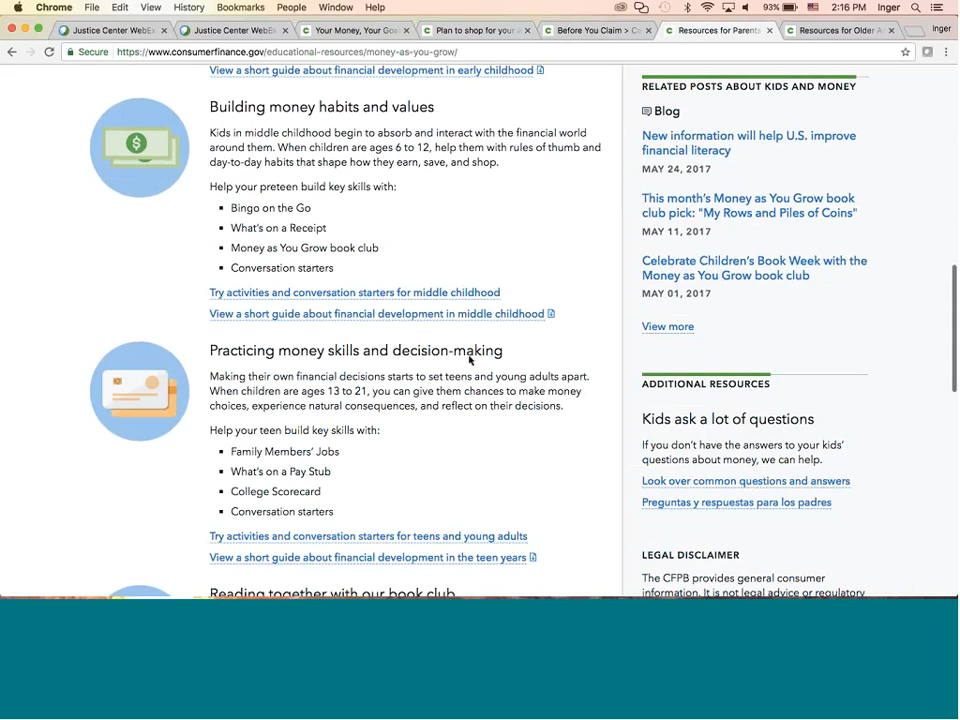 Chrome File Edit View History Bookmarks People Window Help 93% 2:16 PM Inger
Justice Center WebEx Justice Center WebEx Your Money, Your Go Plan to shop for your a Before You Claim > Co Resources for Parents Resources for Older A Inger
Secure https://www.consumerfinance.gov/educational-resources/money-as-you-grow/
View a short guide about financial development in early childhood
Building money habits and values
Kids in middle childhood begin to absorb and interact with the financial world
around them. When children are ages 6 to 12, help them with rules of thumb and
day-to-day habits that shape how they earn, save, and shop.
Help your preteen build key skills with:
Bingo on the Go
What's on a Receipt
Money as You Grow book club
Conversation starters
Try activities and conversation starters for middle childhood
View a short guide about financial development in middle childhood
Practicing money skills and decision-making
Making their own financial decisions starts to set teens and young adults apart.
When children are ages 13 to 21, you can give them chances to make money
choices, experience natural consequences, and reflect on their decisions.
Help your teen build key skills with:
Family Members' Jobs
What's on a Pay Stub
College Scorecard
Conversation starters
Try activities and conversation starters for teens and young adults
View a short guide about financial development in the teen years
Reading together with our book club
RELATED POSTS ABOUT KIDS AND MONEY
Blog
New information will help U.S. improve
financial literacy
MAY 24, 2017
This month's Money as You Grow book
club pick: "My Rows and Piles of Coins"
MAY 11, 2017
Celebrate Children's Book Week with the
Money as You Grow book club
MAY 01, 2017
View more
ADDITIONAL RESOURCES
Kids ask a lot of questions
If you don't have the answers to your kids'
questions about money, we can help.
Look over common questions and answers
Preguntas y respuestas para los padres
LEGAL DISCLAIMER
The CFPB provides general consumer
information. It is not legal advice or regulatory